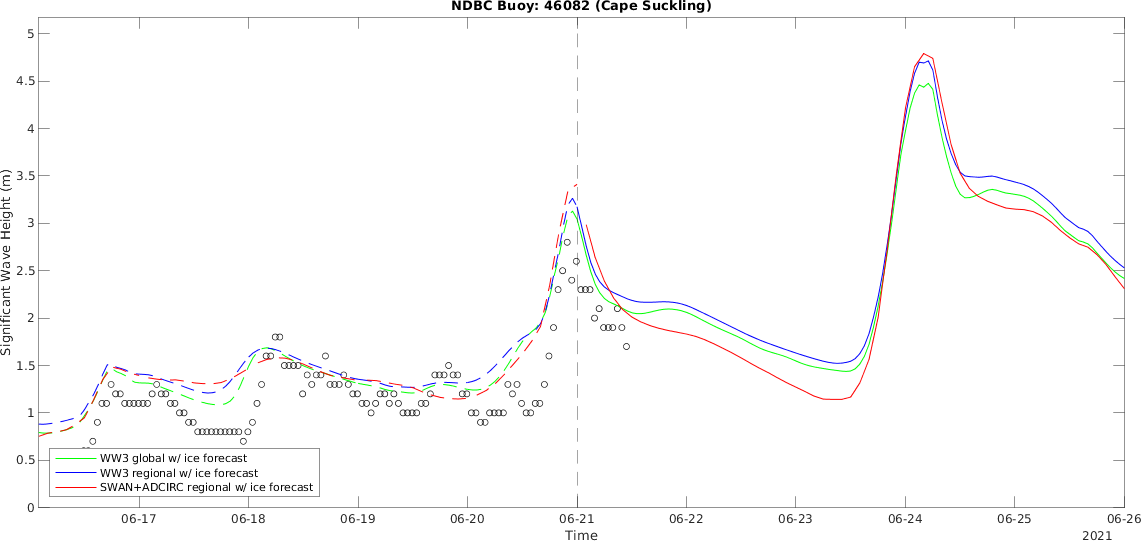 NDBC Buoy: 46082 (Cape Suckling)
5
4.5
4
3.5
3
2.5
2
1.5
1
0.5
0
Significant Wave Height (m)
WW3 global w/ ice forecast
WW3 regional w/ ice forecast
SWAN+ADCIRC regional w/ ice forecast
06-17 06-18 06-19 06-20 06-21 06-22 06-23 06-24 06-25 06-26
Time
2021